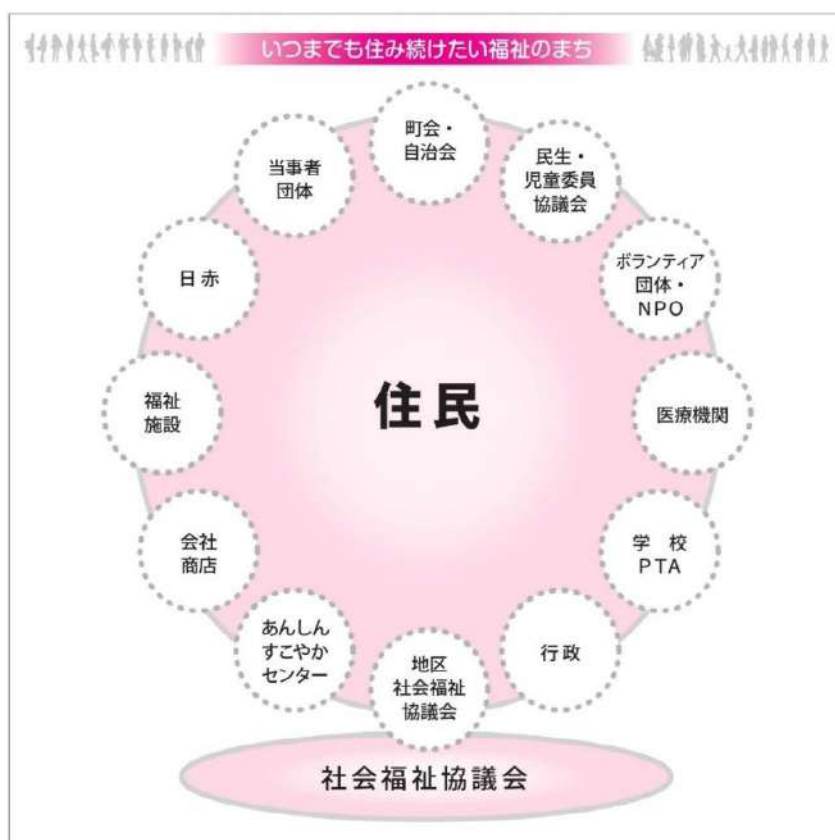 いつまでも住み続けたい福祉のまち
町会・
自治会
民生・
児童委員
協議会
ボランティア
団体・
NPO
医療機関
学　校
PTA
行政
地区
社会福祉
協議会
あんしん
すこやか
センター
会社
商店
福祉
施設
日赤
当事者
団体
住民
社会福祉協議会